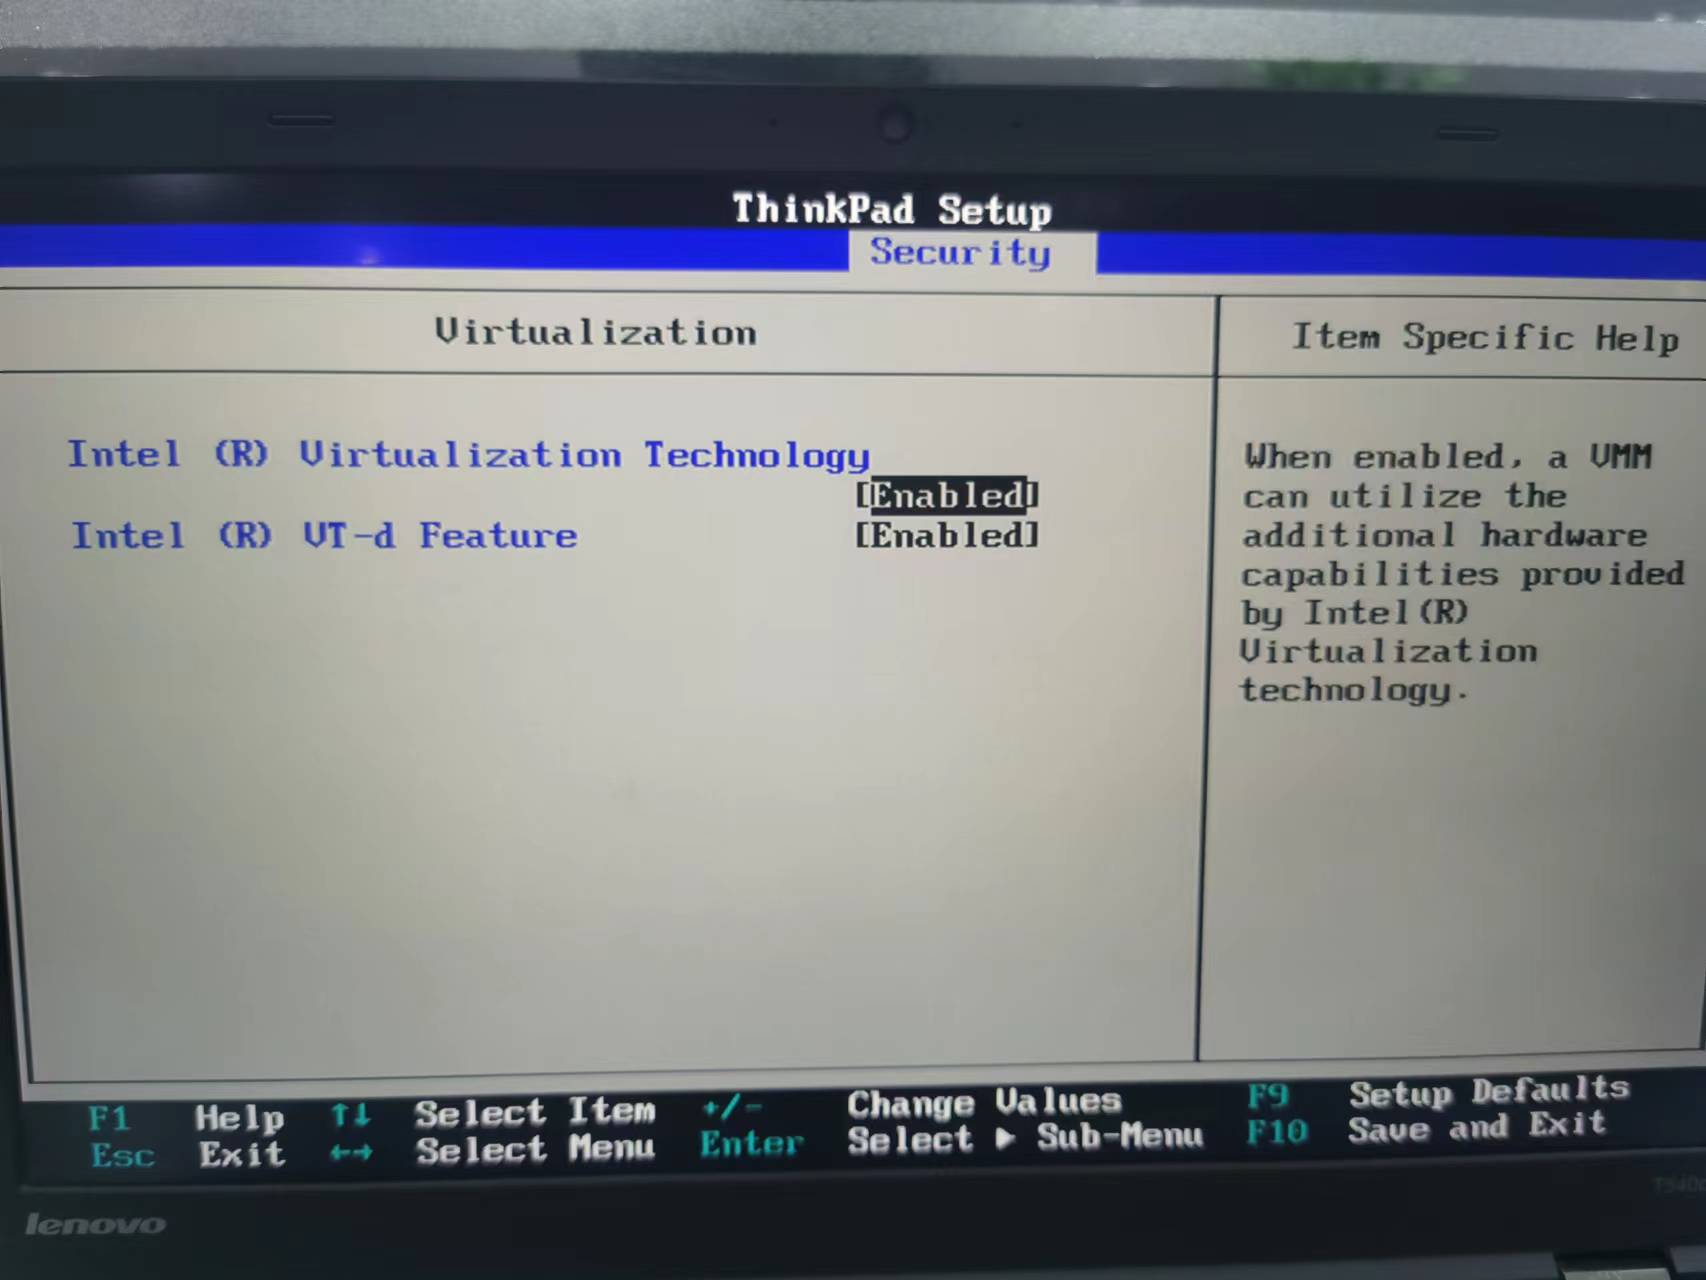 ThinkPad Setup
Security
Virtualization
Item Specific Help
Intel (R) Virtualization Technology
[Enabled]
Intel (R) VT-d Feature [Enabled]
When enabled, a VMM
can utilize the
additional hardware
capabilities provided
by Intel(R)
Virtualization
technology.
F1 Help ↑↓ Select Item +/- Change Values F9 Setup Defaults
Esc Exit ←→ Select Menu Enter Select ▶ Sub-Menu F10 Save and Exit
lenovo